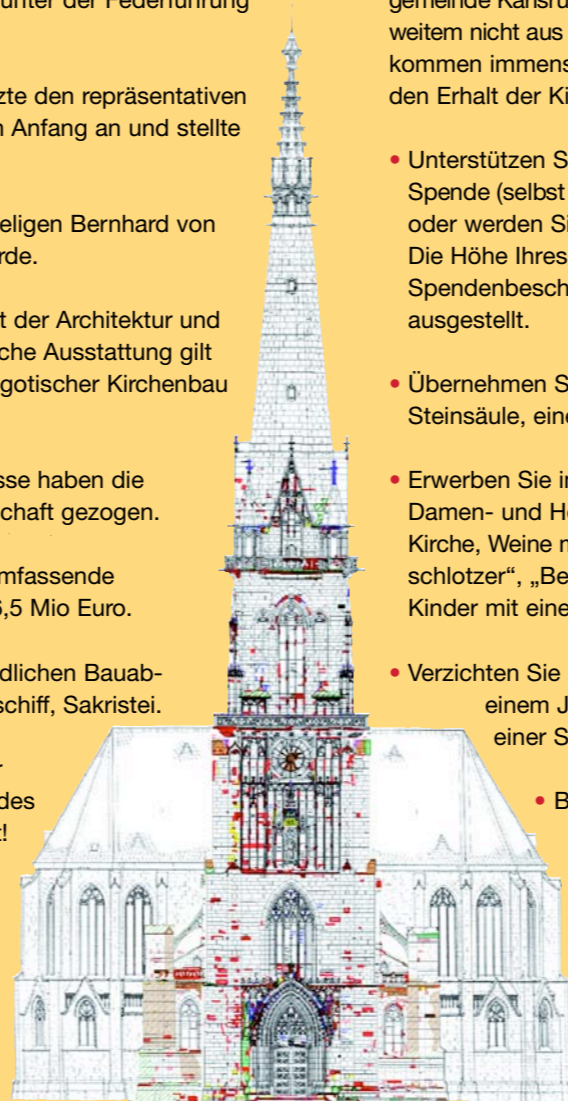 unter der Federführung
zte den repräsentativen
n Anfang an und stellte
eligen Bernhard von
rde.
t der Architektur und
che Ausstattung gilt
gotischer Kirchenbau
sse haben die
chaft gezogen.
mfassende
6,5 Mio Euro.
dlichen Bauab-
schiff, Sakristei.
des
t!
gemeinde Karlsru
weitem nicht aus
kommen immens
den Erhalt der Ki
• Unterstützen S
Spende (selbst
oder werden Si
Die Höhe Ihres
Spendenbesch
ausgestellt.
• Übernehmen S
Steinsäule, eine
• Erwerben Sie in
Damen- und He
Kirche, Weine m
schlotzer“, „Be
Kinder mit eine
• Verzichten Sie
einem J
einer S
• B